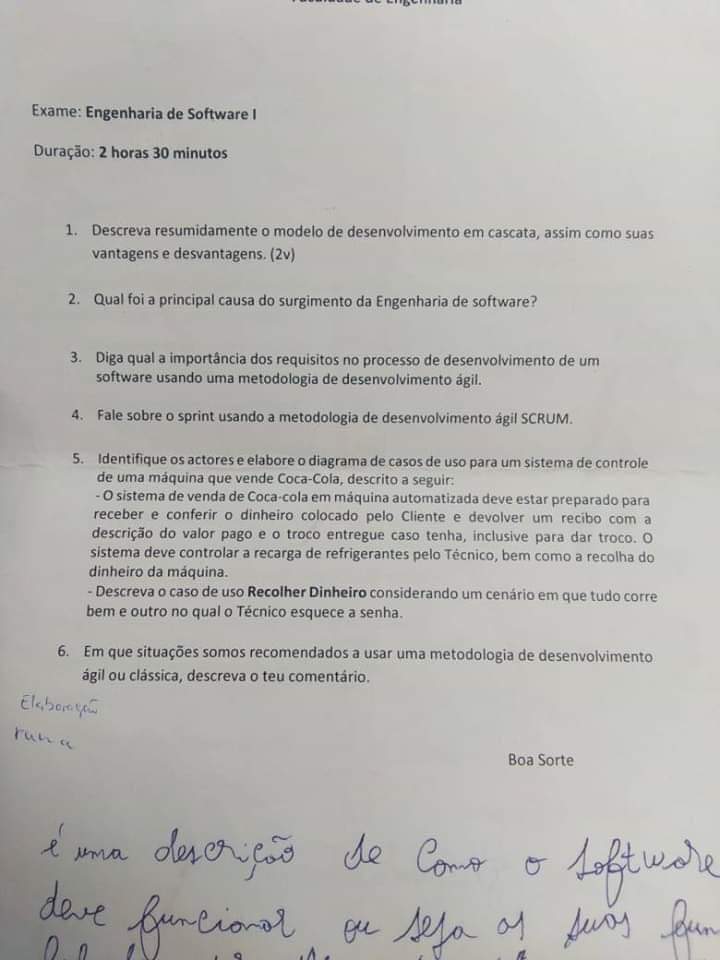 Faculdade de Engenharia
Exame: Engenharia de Software I
Duração: 2 horas 30 minutos
1. Descreva resumidamente o modelo de desenvolvimento em cascata, assim como suas
vantagens e desvantagens. (2v)
2. Qual foi a principal causa do surgimento da Engenharia de software?
3. Diga qual a importância dos requisitos no processo de desenvolvimento de um
software usando uma metodologia de desenvolvimento ágil.
4. Fale sobre o sprint usando a metodologia de desenvolvimento ágil SCRUM.
5. Identifique os actores e elabore o diagrama de casos de uso para um sistema de controle
de uma máquina que vende Coca-Cola, descrito a seguir:
- O sistema de venda de Coca-cola em máquina automatizada deve estar preparado para
receber e conferir o dinheiro colocado pelo Cliente e devolver um recibo com a
descrição do valor pago e o troco entregue caso tenha, inclusive para dar troco. O
sistema deve controlar a recarga de refrigerantes pelo Técnico, bem como a recolha do
dinheiro da máquina.
- Descreva o caso de uso Recolher Dinheiro considerando um cenário em que tudo corre
bem e outro no qual o Técnico esquece a senha.
6. Em que situações somos recomendados a usar uma metodologia de desenvolvimento
ágil ou clássica, descreva o teu comentário.
Elaboração
Boa Sorte
é uma descrição de como o software
deve funcionar ou seja as suas fun